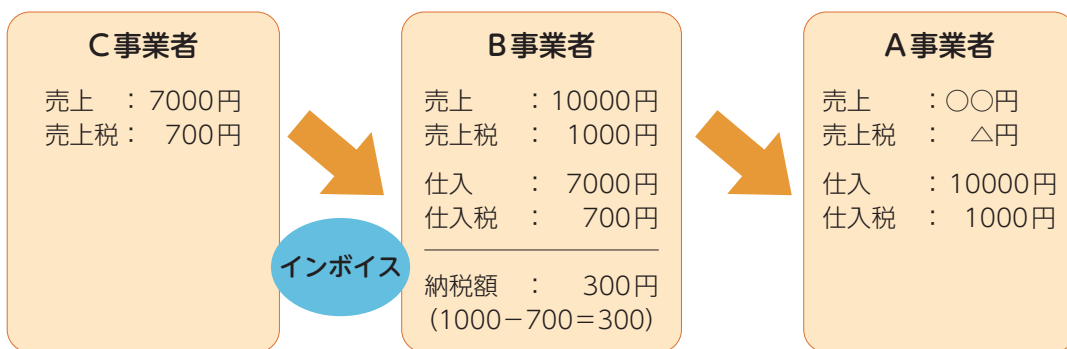 C事業者
売上 : 7000円
売上税: 700円
インボイス
B事業者
売上 : 10000円
売上税 : 1000円
仕入 : 7000円
仕入税 : 700円
納税額 : 300円
(1000－700＝300)
A事業者
売上 :○○円
売上税 : △円
仕入 : 10000円
仕入税 : 1000円